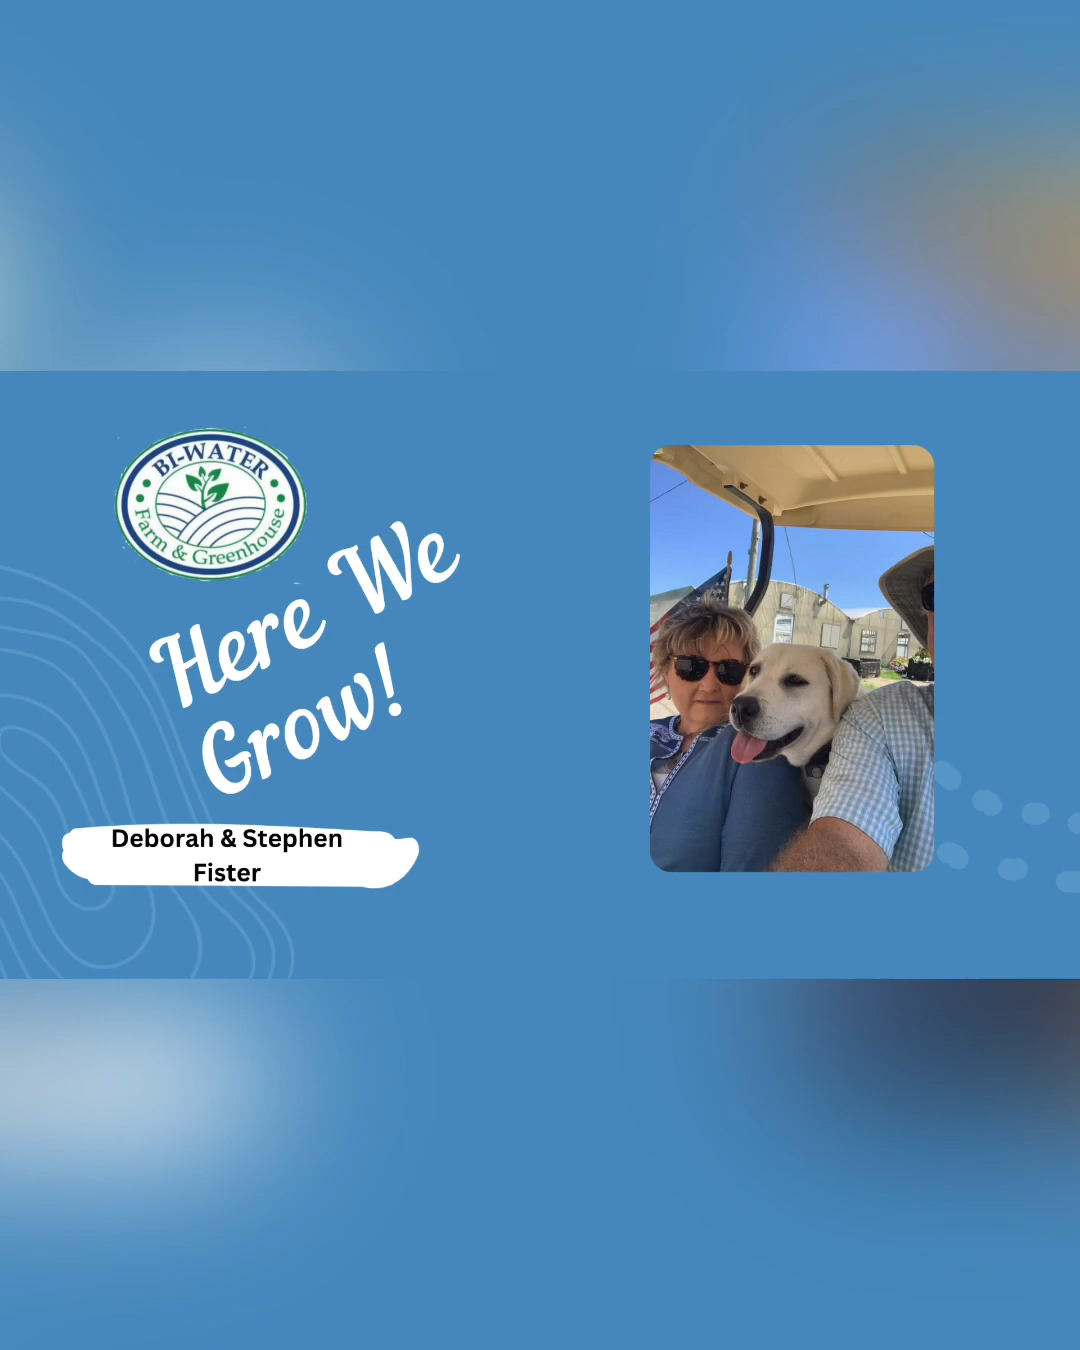 BI-WATER
Farm & Greenhouse
Here We
Grow!
Deborah & Stephen
Fister